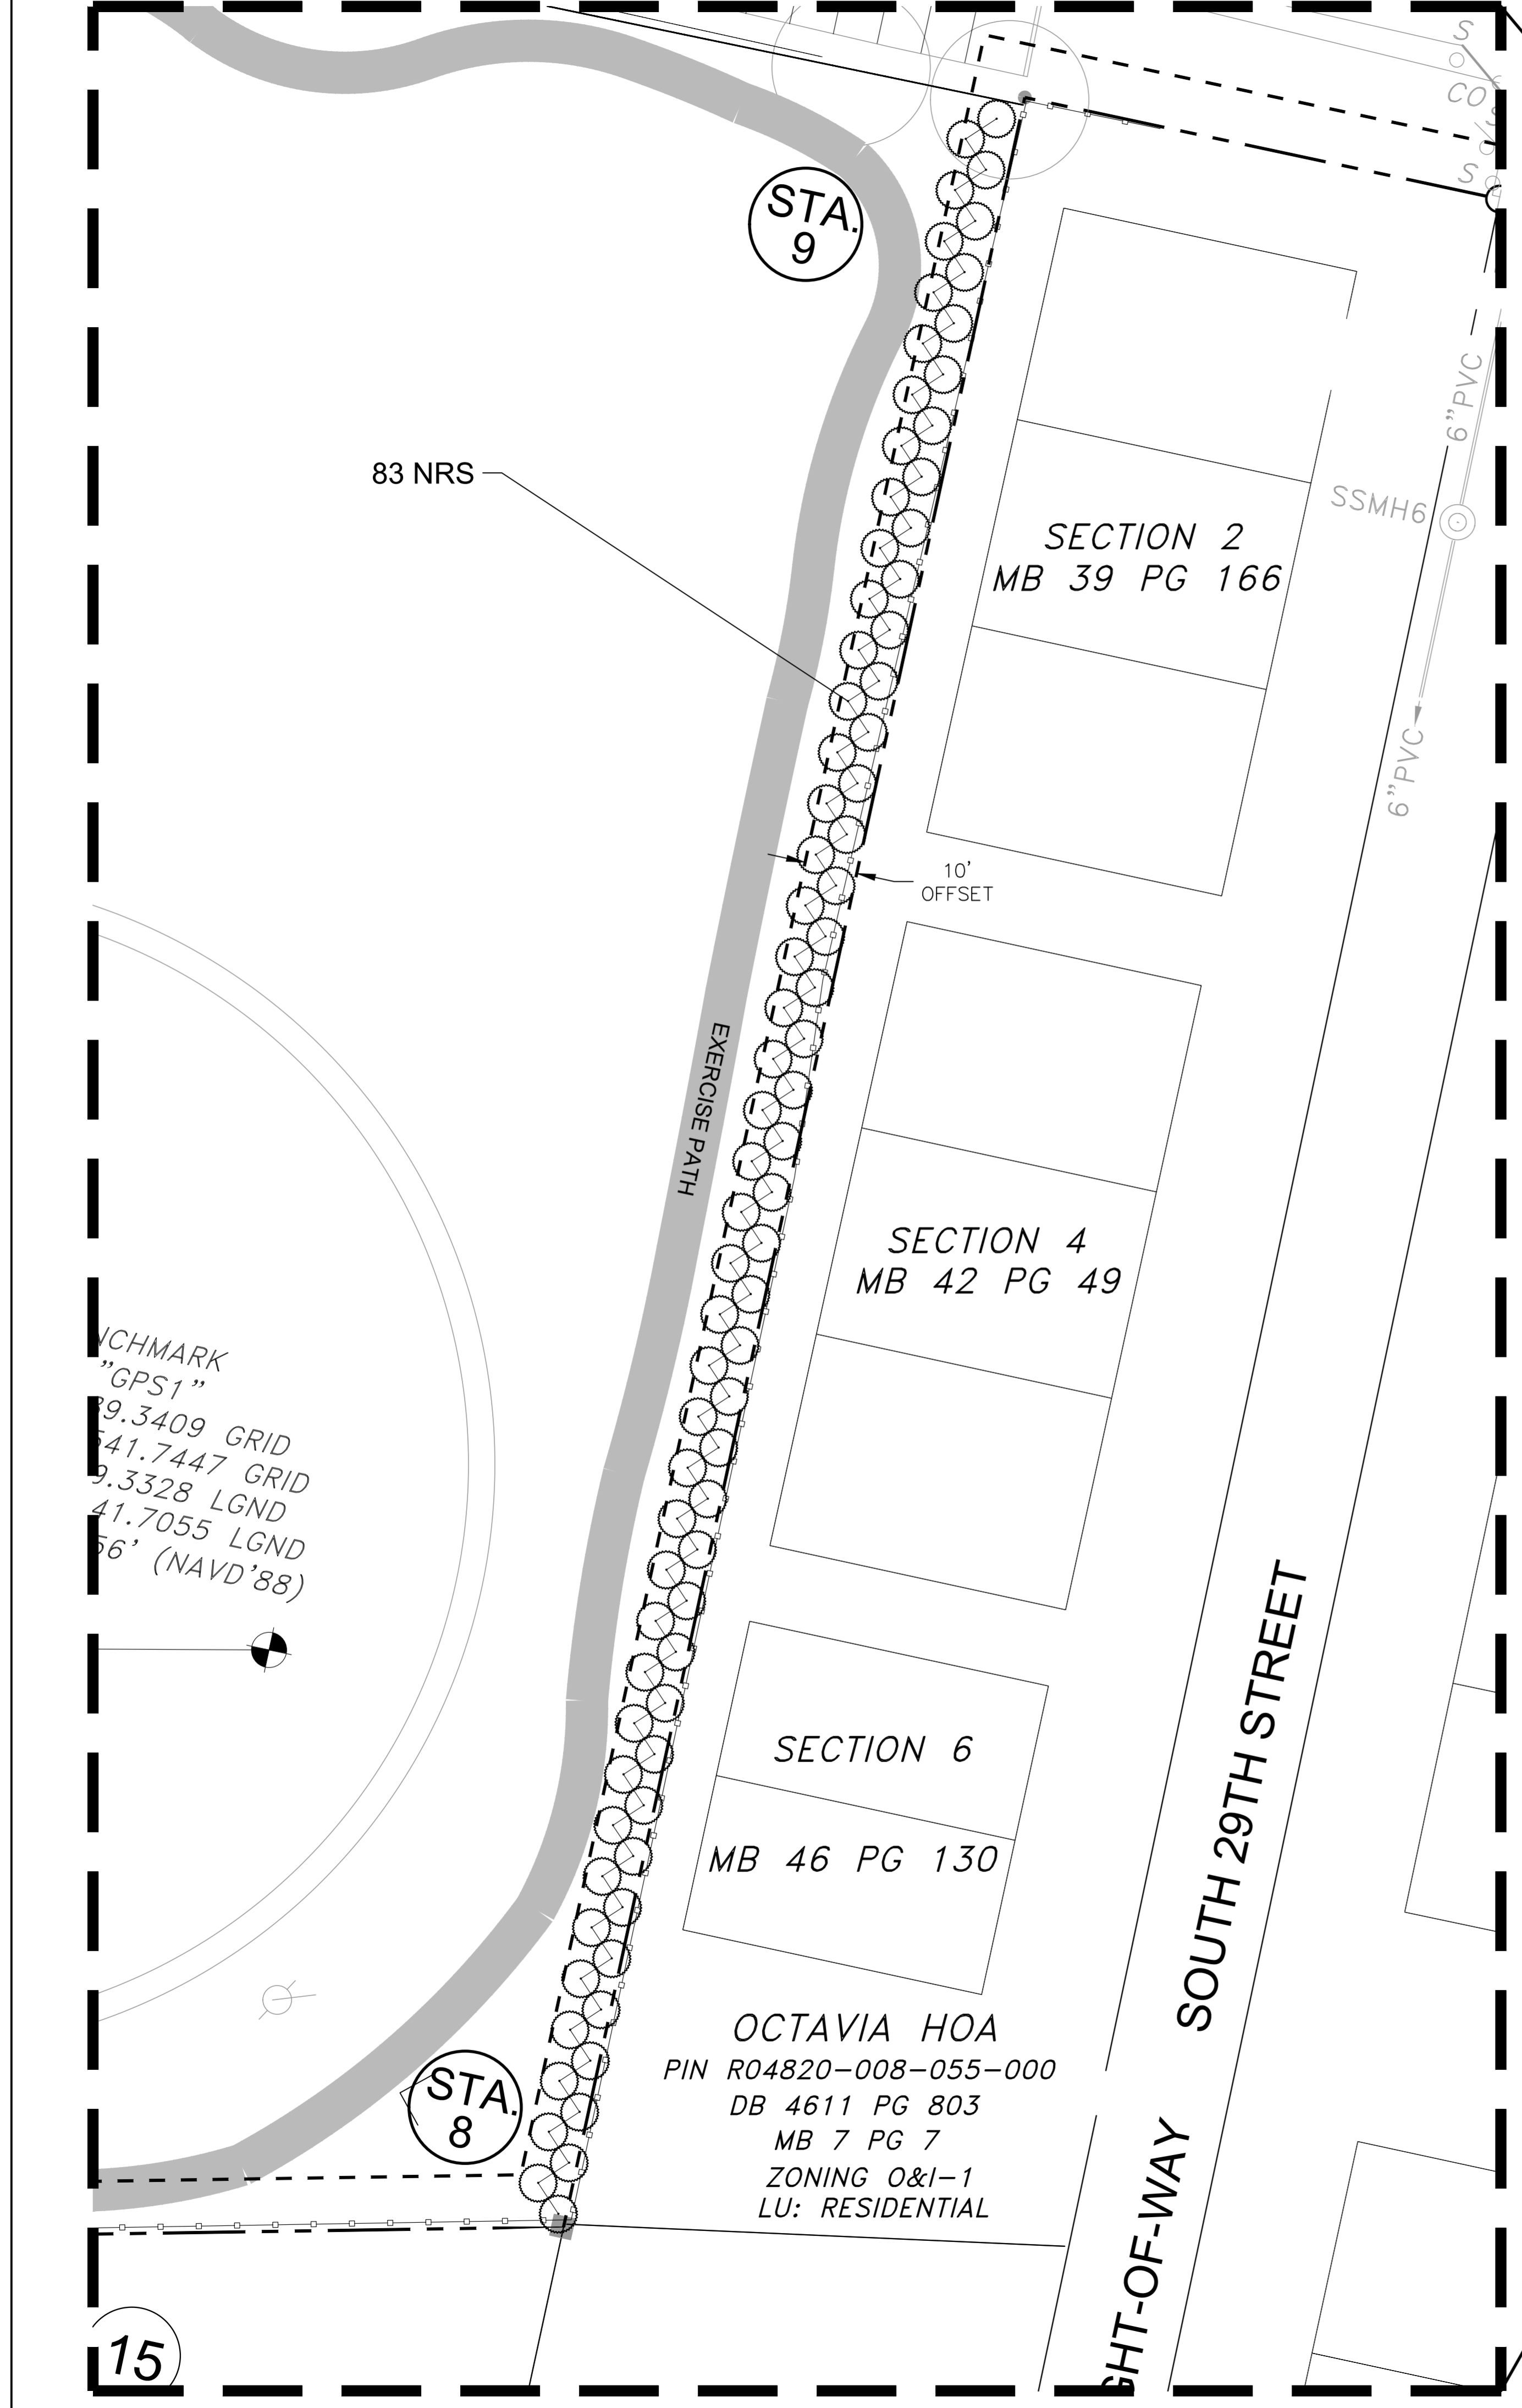 S
CO
S
STA.
9
6"PVC
83 NRS
SSMH6
SECTION 2
MB 39 PG 166
6"PVC
10'
OFFSET
EXERCISE PATH
SECTION 4
MB 42 PG 49
NCHMARK
"GPS1"
39.3409 GRID
541.7447 GRID
9.3328 LGND
41.7055 LGND
56' (NAVD'88)
SECTION 6
MB 46 PG 130
SOUTH 29TH STREET
OCTAVIA HOA
PIN R04820-008-055-000
DB 4611 PG 803
MB 7 PG 7
ZONING O&I-1
LU: RESIDENTIAL
STA.
8
GHT-OF-WAY
15